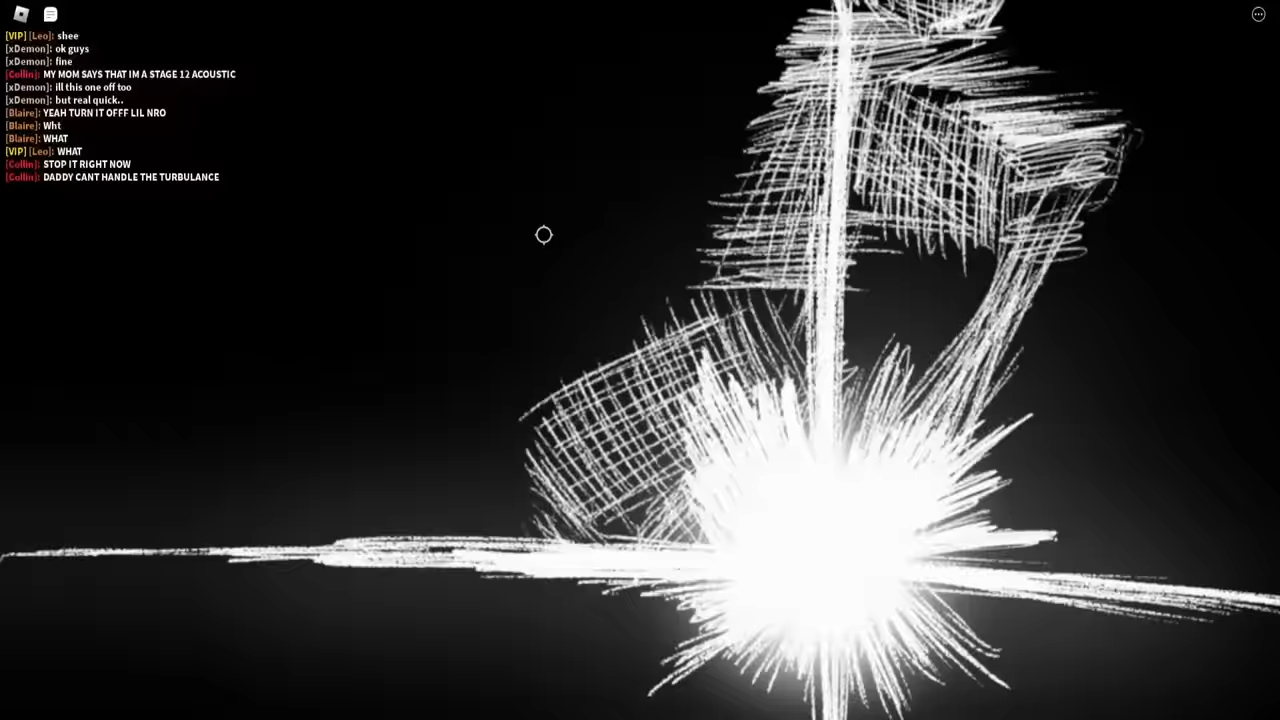 [VIP] [Leo]: shee
[xDemon]: ok guys
[xDemon]: fine
[Collin]: MY MOM SAYS THAT IM A STAGE 12 ACOUSTIC
[xDemon]: ill this one off too
[xDemon]: but real quick..
[Blaire]: YEAH TURN IT OFFF LIL NRO
[Blaire]: Wht
[Blaire]: WHAT
[VIP] [Leo]: WHAT
[Collin]: STOP IT RIGHT NOW
[Collin]: DADDY CANT HANDLE THE TURBULANCE